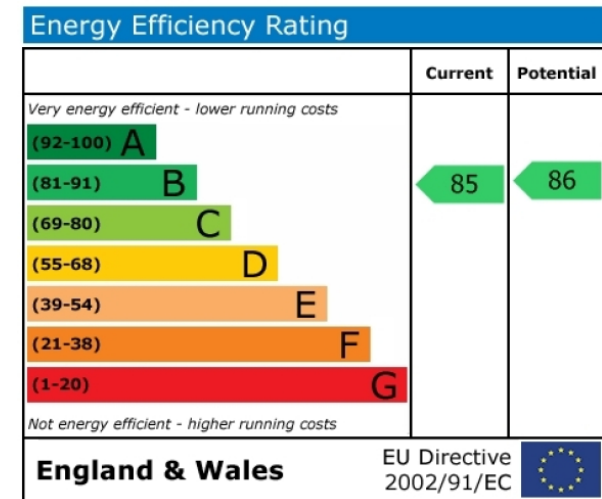 Energy Efficiency Rating
Current Potential
Very energy efficient - lower running costs
(92-100) A
(81-91) B 85 86
(69-80) C
(55-68) D
(39-54) E
(21-38) F
(1-20) G
Not energy efficient - higher running costs
England & Wales
EU Directive
2002/91/EC